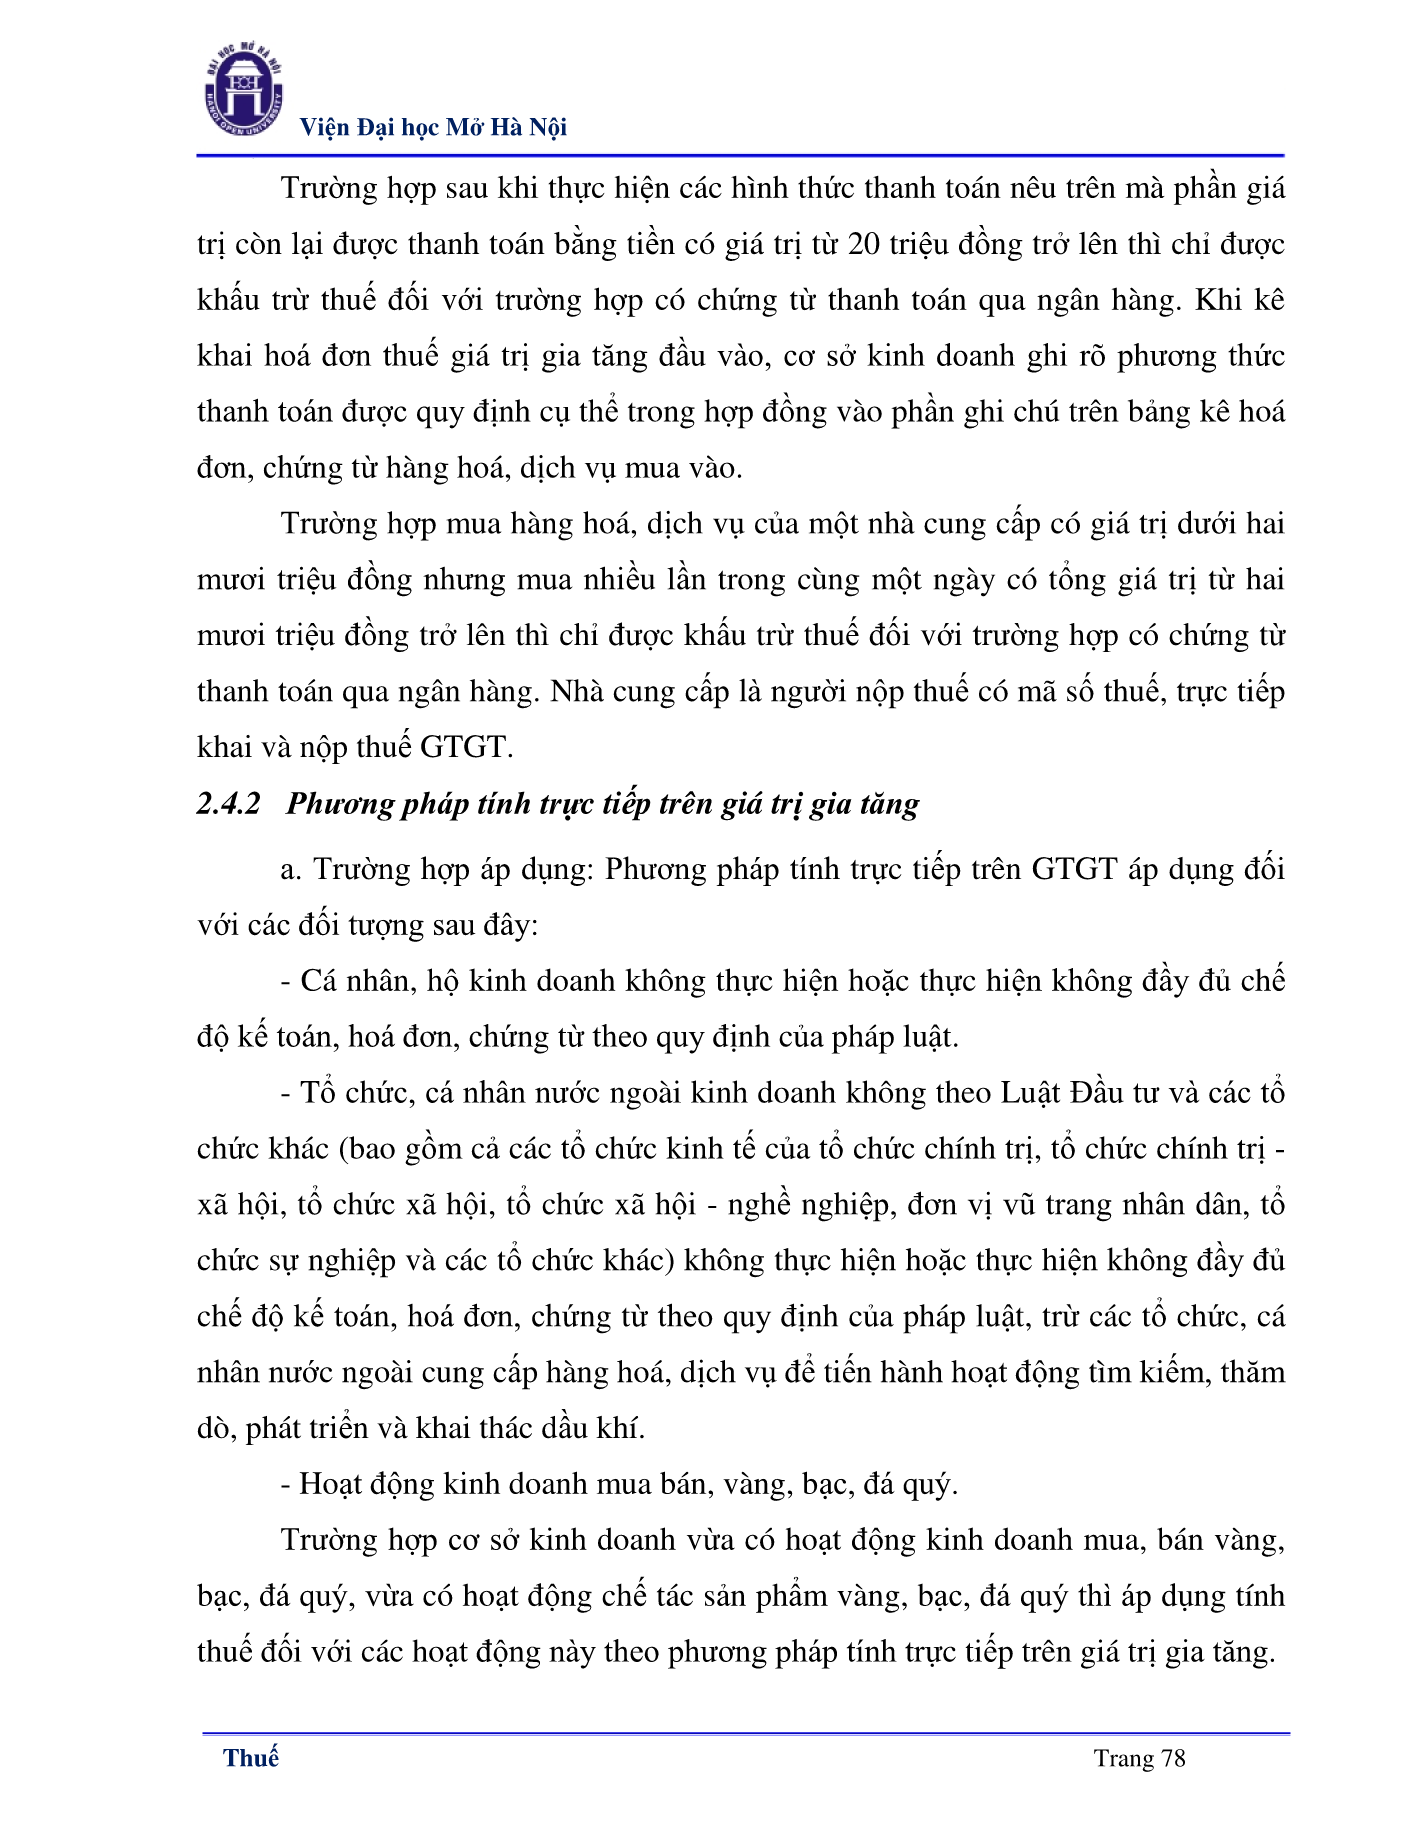 ĐẠI HỌC MỞ HÀ NỘI
HANOI OPEN UNIVERSITY
Viện Đại học Mở Hà Nội
Trường hợp sau khi thực hiện các hình thức thanh toán nêu trên mà phần giá
trị còn lại được thanh toán bằng tiền có giá trị từ 20 triệu đồng trở lên thì chỉ được
khấu trừ thuế đối với trường hợp có chứng từ thanh toán qua ngân hàng. Khi kê
khai hoá đơn thuế giá trị gia tăng đầu vào, cơ sở kinh doanh ghi rõ phương thức
thanh toán được quy định cụ thể trong hợp đồng vào phần ghi chú trên bảng kê hoá
đơn, chứng từ hàng hoá, dịch vụ mua vào.
Trường hợp mua hàng hoá, dịch vụ của một nhà cung cấp có giá trị dưới hai
mươi triệu đồng nhưng mua nhiều lần trong cùng một ngày có tổng giá trị từ hai
mươi triệu đồng trở lên thì chỉ được khấu trừ thuế đối với trường hợp có chứng từ
thanh toán qua ngân hàng. Nhà cung cấp là người nộp thuế có mã số thuế, trực tiếp
khai và nộp thuế GTGT.
2.4.2 Phương pháp tính trực tiếp trên giá trị gia tăng
a. Trường hợp áp dụng: Phương pháp tính trực tiếp trên GTGT áp dụng đối
với các đối tượng sau đây:
- Cá nhân, hộ kinh doanh không thực hiện hoặc thực hiện không đầy đủ chế
độ kế toán, hoá đơn, chứng từ theo quy định của pháp luật.
- Tổ chức, cá nhân nước ngoài kinh doanh không theo Luật Đầu tư và các tổ
chức khác (bao gồm cả các tổ chức kinh tế của tổ chức chính trị, tổ chức chính trị -
xã hội, tổ chức xã hội, tổ chức xã hội - nghề nghiệp, đơn vị vũ trang nhân dân, tổ
chức sự nghiệp và các tổ chức khác) không thực hiện hoặc thực hiện không đầy đủ
chế độ kế toán, hoá đơn, chứng từ theo quy định của pháp luật, trừ các tổ chức, cá
nhân nước ngoài cung cấp hàng hoá, dịch vụ để tiến hành hoạt động tìm kiếm, thăm
dò, phát triển và khai thác dầu khí.
- Hoạt động kinh doanh mua bán, vàng, bạc, đá quý.
Trường hợp cơ sở kinh doanh vừa có hoạt động kinh doanh mua, bán vàng,
bạc, đá quý, vừa có hoạt động chế tác sản phẩm vàng, bạc, đá quý thì áp dụng tính
thuế đối với các hoạt động này theo phương pháp tính trực tiếp trên giá trị gia tăng.
Thuế
Trang 78